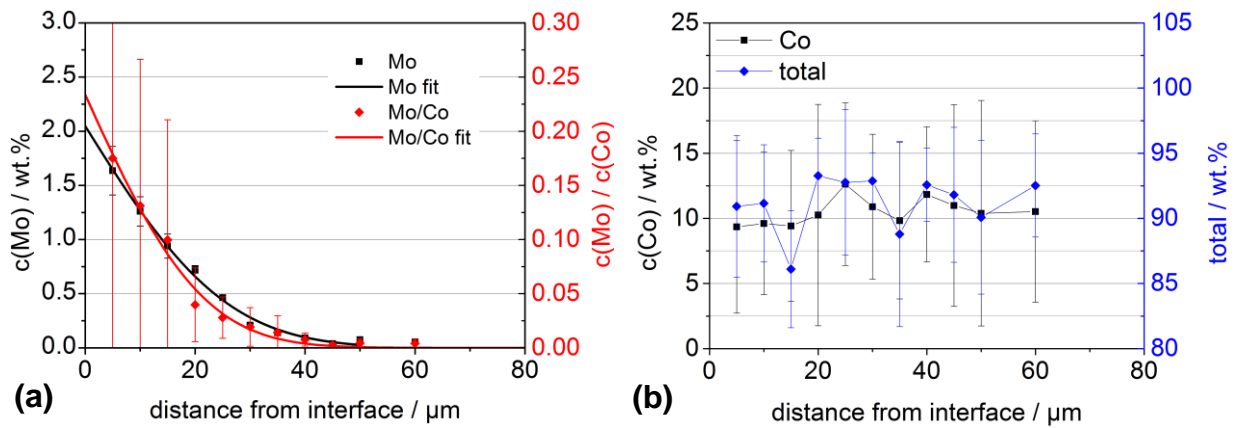 3.0
2.5
2.0
1.5
1.0
0.5
0.0
c(Mo) / wt.%
0.30
0.25
0.20
0.15
0.10
0.05
0.00
c(Mo) / c(Co)
Mo
Mo fit
Mo/Co
Mo/Co fit
0 20 40 60 80
distance from interface / µm
(a)
25
20
15
10
5
0
c(Co) / wt.%
105
100
95
90
85
80
total / wt.%
Co
total
0 20 40 60 80
distance from interface / µm
(b)